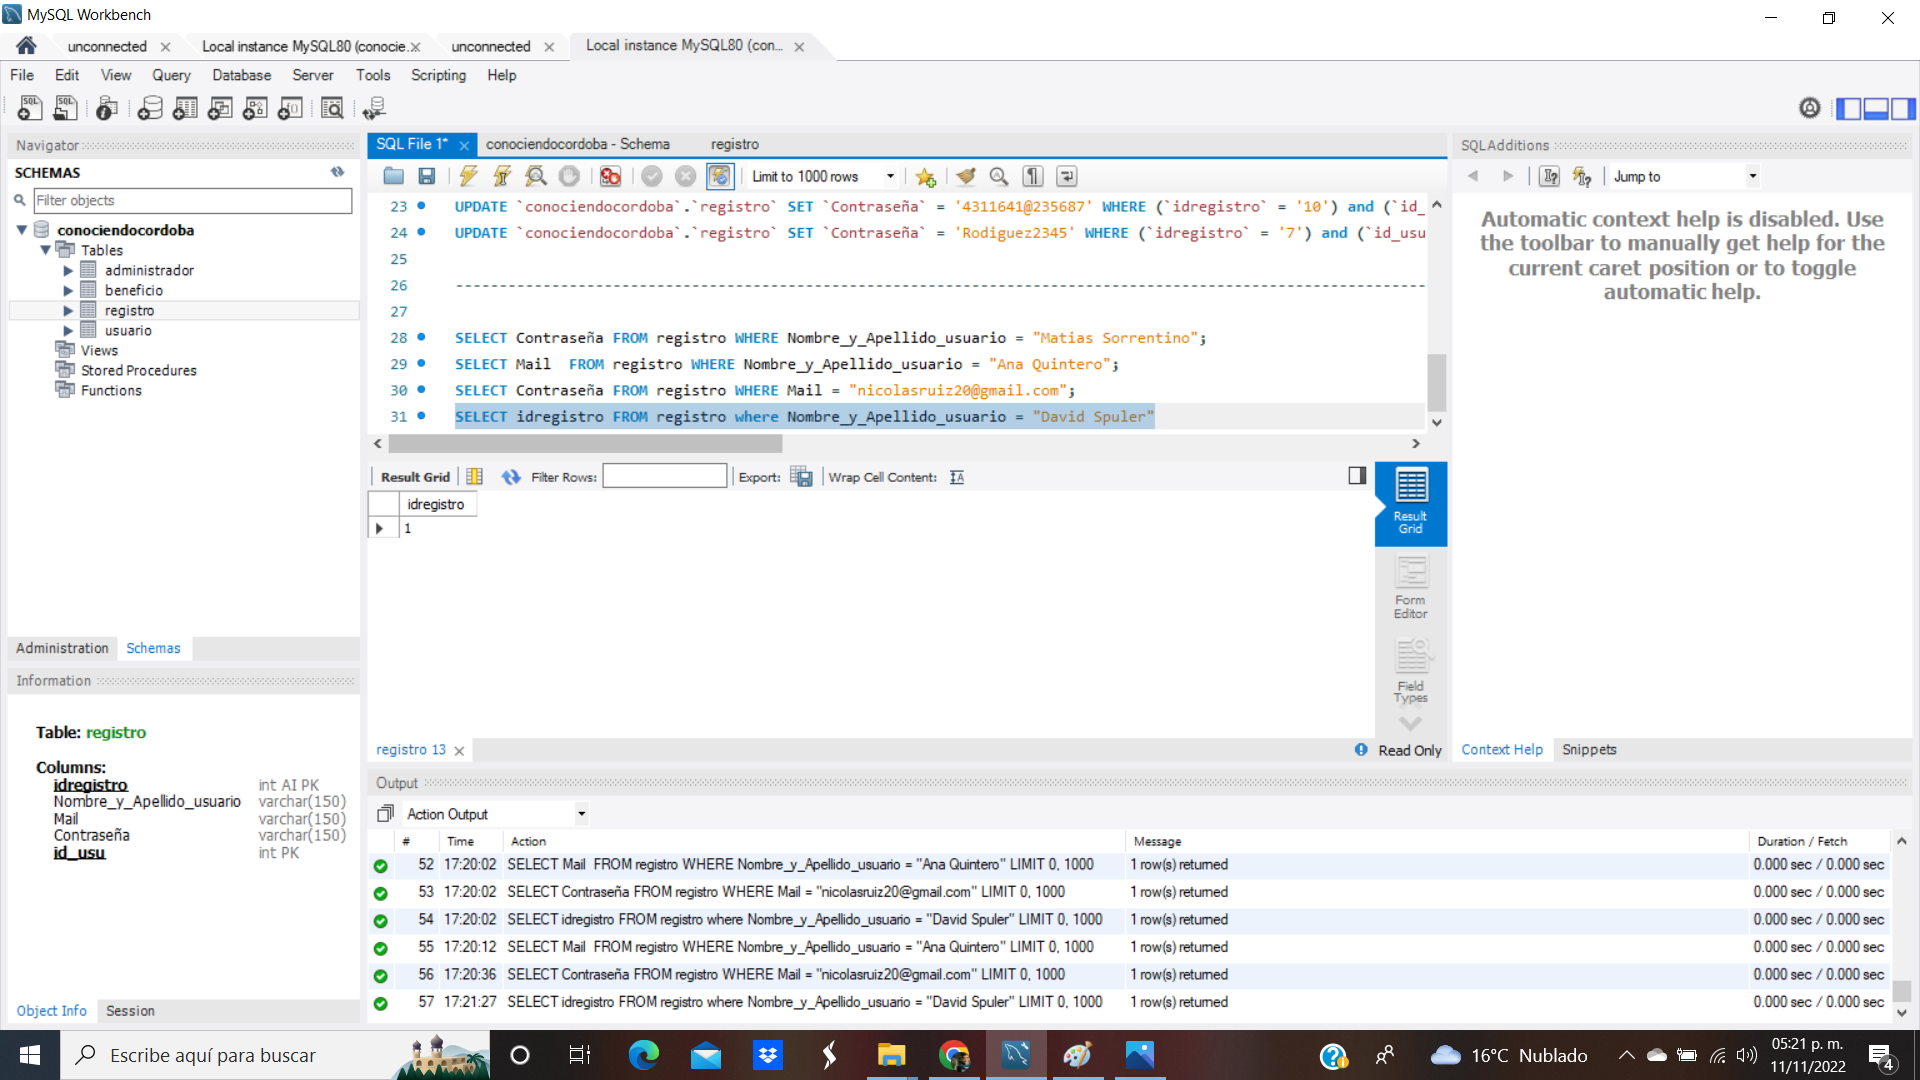 MySQL Workbench
unconnected
Local instance MySQL80 (conocie...
unconnected
Local instance MySQL80 (con...
File Edit View Query Database Server Tools Scripting Help
Navigator
SCHEMAS
Filter objects
conociendocordoba
Tables
administrador
beneficio
registro
usuario
Views
Stored Procedures
Functions
Administration Schemas
Information
Table: registro
Columns:
idregistro int AI PK
Nombre_y_Apellido_usuario varchar(150)
Mail varchar(150)
Contraseña varchar(150)
id_usu int PK
Object Info Session
SQL File 1* conociendocordoba - Schema registro
Limit to 1000 rows
23 UPDATE `conociendocordoba`.`registro` SET `Contraseña` = '4311641@235687' WHERE (`idregistro` = '10') and (`id_
24 UPDATE `conociendocordoba`.`registro` SET `Contraseña` = 'Rodiguez2345' WHERE (`idregistro` = '7') and (`id_usu
25
26 --------------------------------------------------------------------------------------------------------------
27
28 SELECT Contraseña FROM registro WHERE Nombre_y_Apellido_usuario = "Matias Sorrentino";
29 SELECT Mail  FROM registro WHERE Nombre_y_Apellido_usuario = "Ana Quintero";
30 SELECT Contraseña FROM registro WHERE Mail = "nicolasruiz20@gmail.com";
31 SELECT idregistro FROM registro where Nombre_y_Apellido_usuario = "David Spuler"
Result Grid Filter Rows: Export: Wrap Cell Content:
idregistro
1
Result Grid
Form Editor
Field Types
registro 13
Read Only
SQLAdditions
Jump to
Automatic context help is disabled. Use
the toolbar to manually get help for the
current caret position or to toggle
automatic help.
Context Help Snippets
Output
Action Output
# Time Action Message Duration / Fetch
52 17:20:02 SELECT Mail  FROM registro WHERE Nombre_y_Apellido_usuario = "Ana Quintero" LIMIT 0, 1000 1 row(s) returned 0.000 sec / 0.000 sec
53 17:20:02 SELECT Contraseña FROM registro WHERE Mail = "nicolasruiz20@gmail.com" LIMIT 0, 1000 1 row(s) returned 0.000 sec / 0.000 sec
54 17:20:02 SELECT idregistro FROM registro where Nombre_y_Apellido_usuario = "David Spuler" LIMIT 0, 1000 1 row(s) returned 0.000 sec / 0.000 sec
55 17:20:12 SELECT Mail  FROM registro WHERE Nombre_y_Apellido_usuario = "Ana Quintero" LIMIT 0, 1000 1 row(s) returned 0.000 sec / 0.000 sec
56 17:20:36 SELECT Contraseña FROM registro WHERE Mail = "nicolasruiz20@gmail.com" LIMIT 0, 1000 1 row(s) returned 0.000 sec / 0.000 sec
57 17:21:27 SELECT idregistro FROM registro where Nombre_y_Apellido_usuario = "David Spuler" LIMIT 0, 1000 1 row(s) returned 0.000 sec / 0.000 sec
Escribe aquí para buscar
16°C Nublado
05:21 p. m.
11/11/2022
4